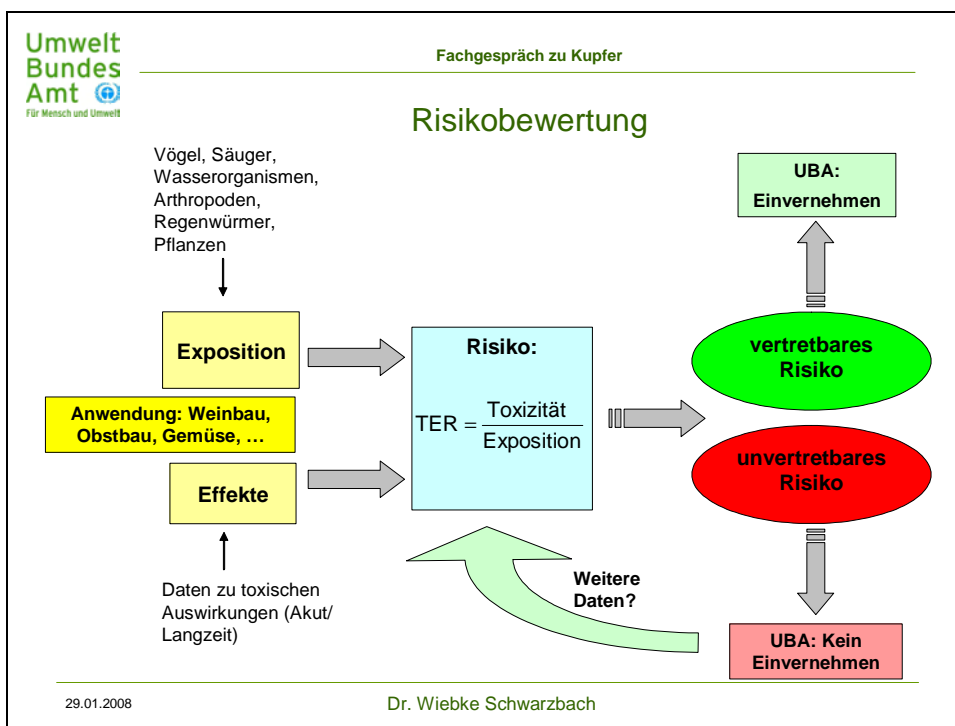 Umwelt
Bundes
Amt
Für Mensch und Umwelt
Fachgespräch zu Kupfer
Risikobewertung
Vögel, Säuger,
Wasserorganismen,
Arthropoden,
Regenwürmer,
Pflanzen
Exposition
Anwendung: Weinbau,
Obstbau, Gemüse, …
Effekte
Daten zu toxischen
Auswirkungen (Akut/
Langzeit)
Risiko:
TER = Toxizität
Exposition
UBA:
Einvernehmen
vertretbares
Risiko
unvertretbares
Risiko
Weitere
Daten?
UBA: Kein
Einvernehmen
29.01.2008
Dr. Wiebke Schwarzbach